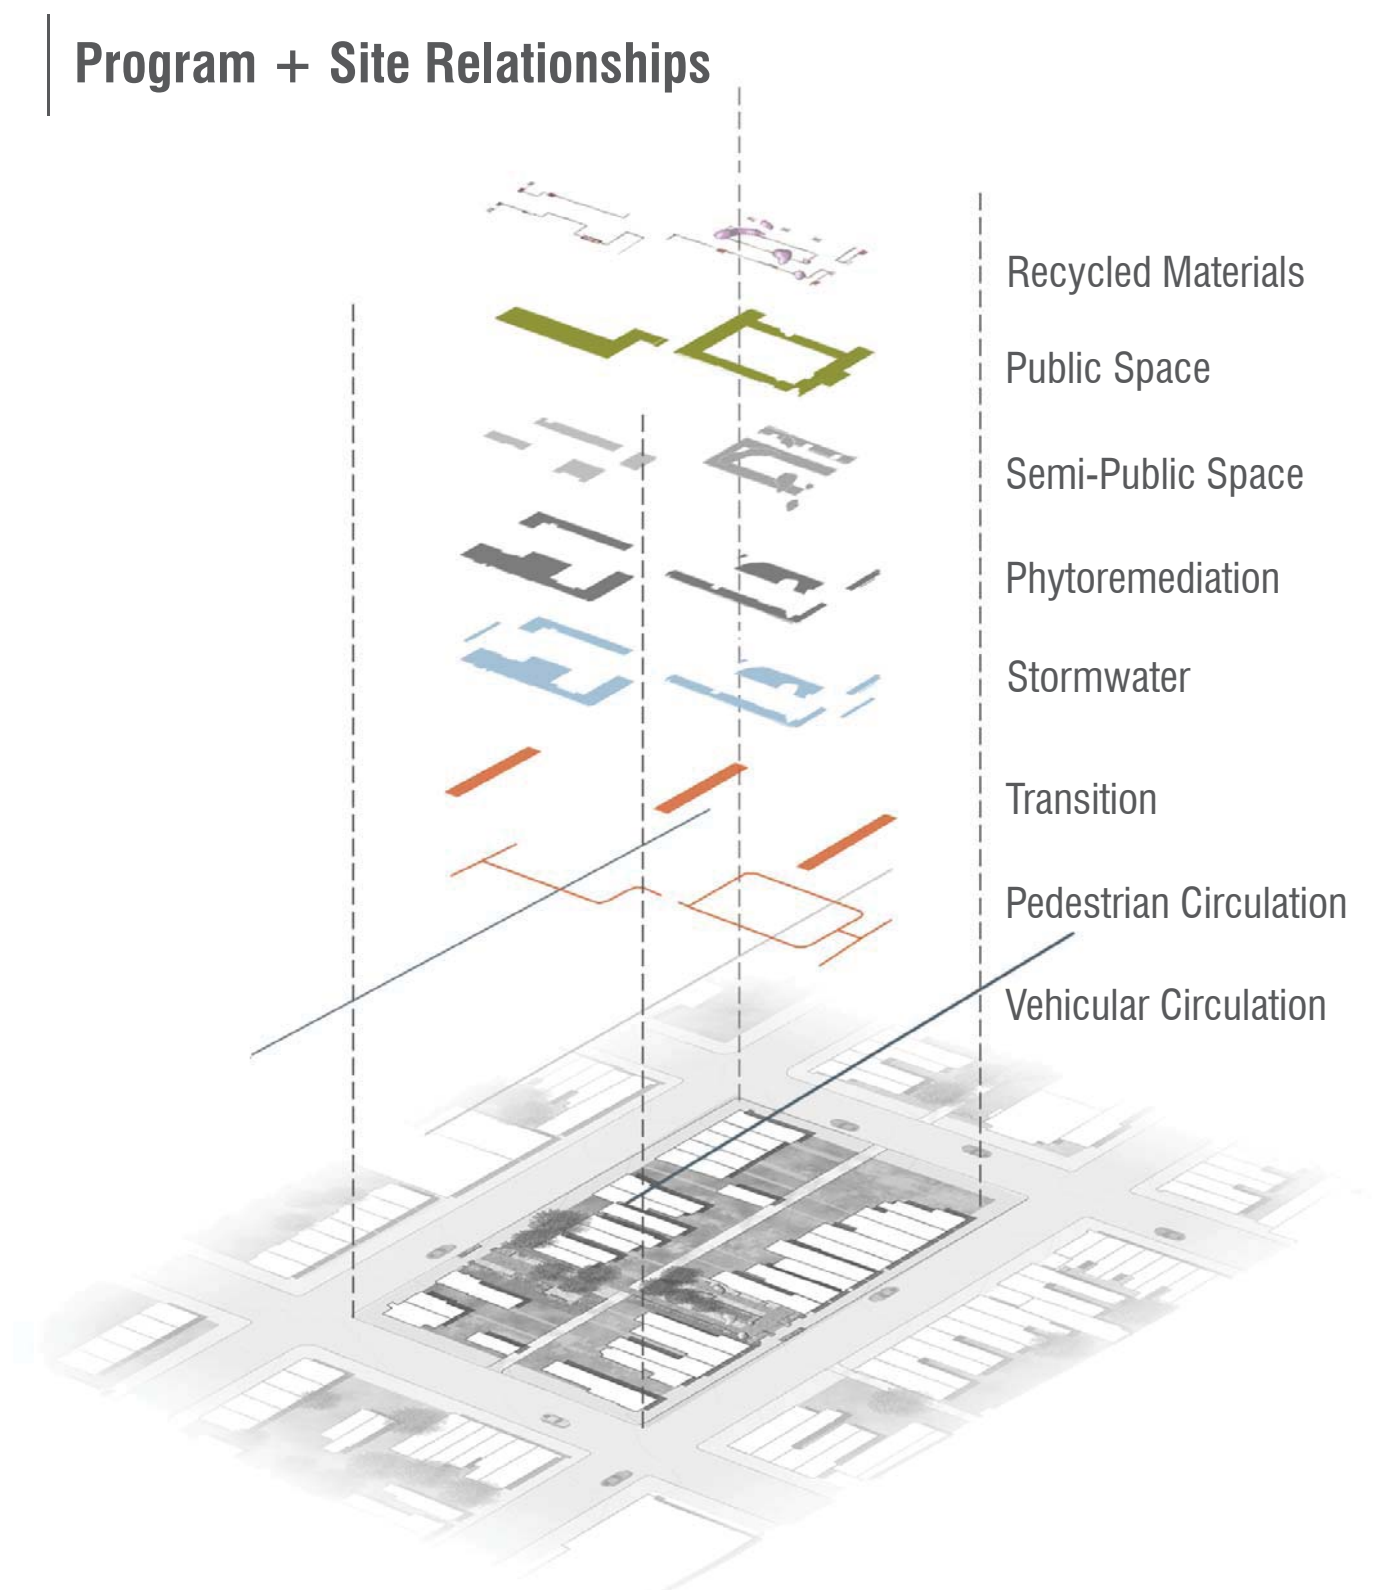 Program + Site Relationships
Recycled Materials
Public Space
Semi-Public Space
Phytoremediation
Stormwater
Transition
Pedestrian Circulation
Vehicular Circulation